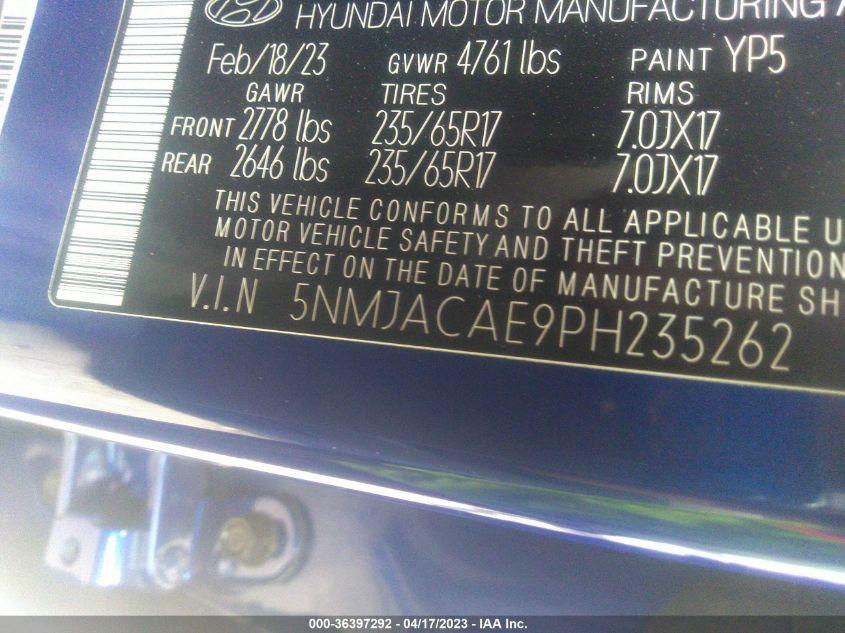 HYUNDAI MOTOR MANUFACTURING
Feb/18/23 GVWR 4761 lbs PAINT YP5
GAWR TIRES RIMS
FRONT 2778 lbs 235/65R17 7.0JX17
REAR 2646 lbs 235/65R17 7.0JX17
THIS VEHICLE CONFORMS TO ALL APPLICABLE U
MOTOR VEHICLE SAFETY AND THEFT PREVENTION
IN EFFECT ON THE DATE OF MANUFACTURE SH
V.I.N 5NMJACAE9PH235262
000-36397292 - 04/17/2023 - IAA Inc.